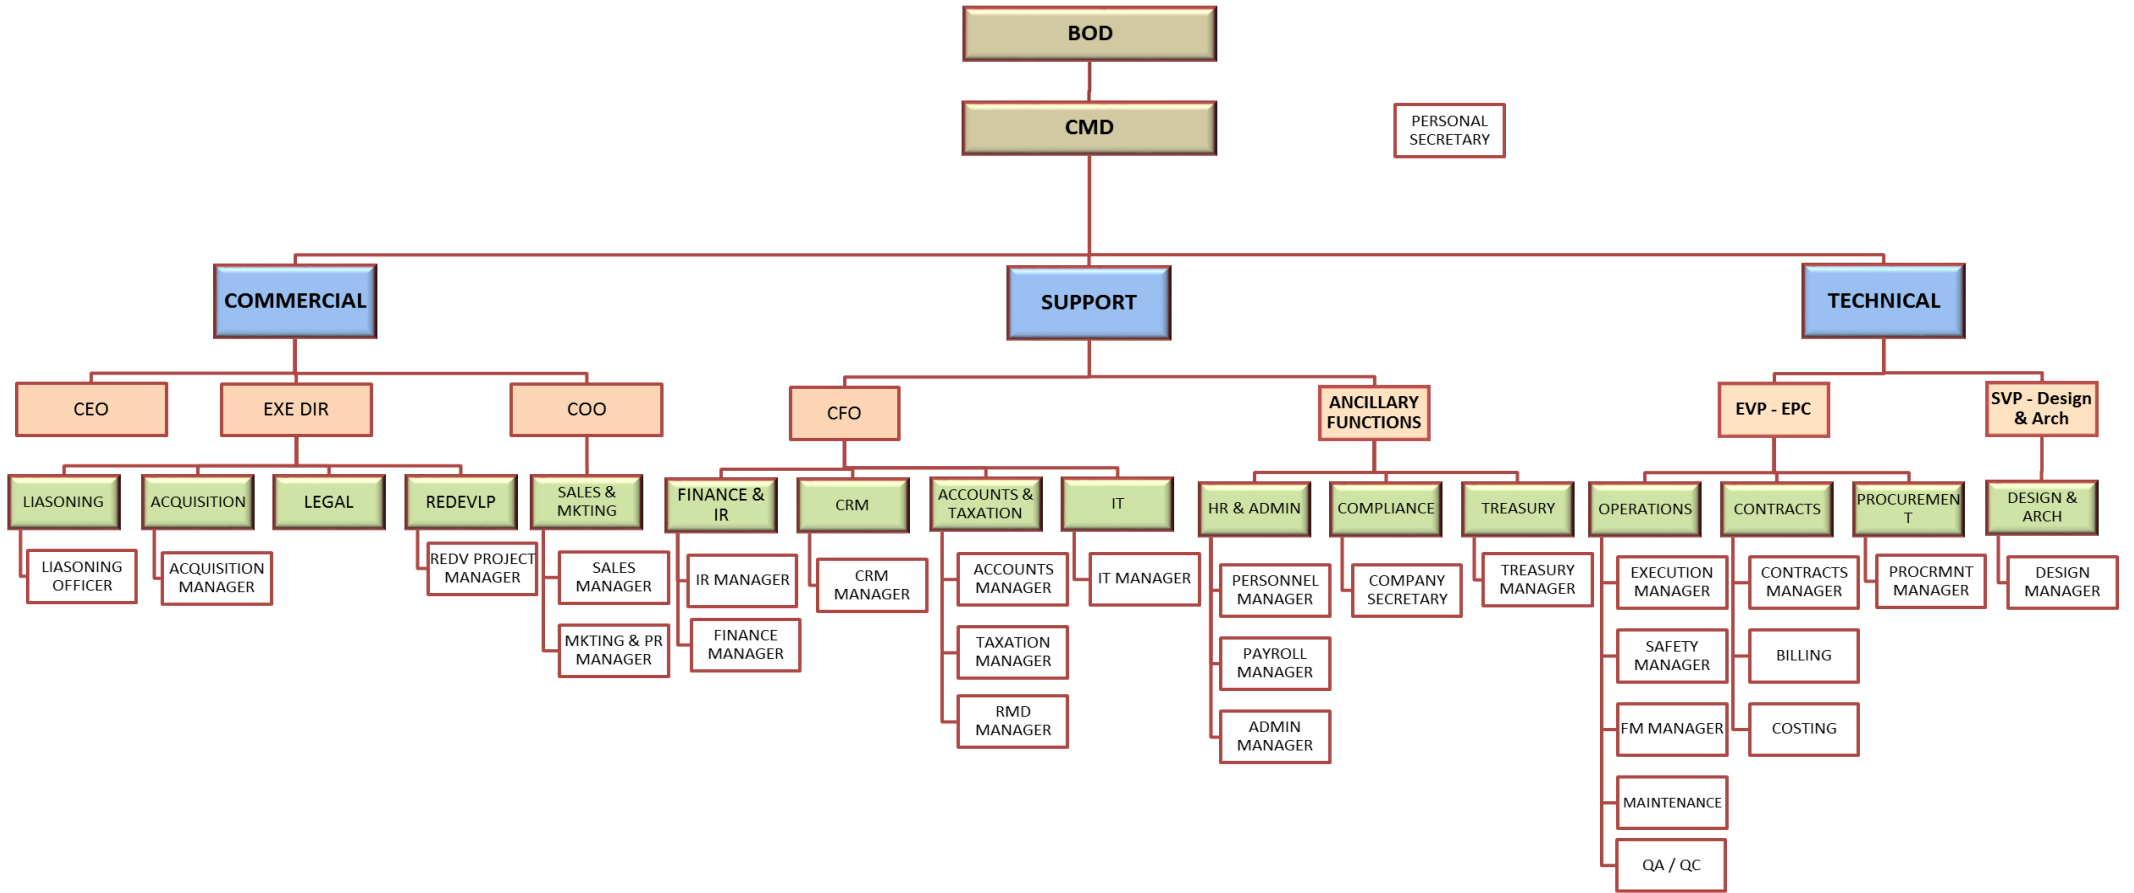 BOD
CMD
PERSONAL
SECRETARY
COMMERCIAL
SUPPORT
TECHNICAL
CEO
EXE DIR
COO
CFO
ANCILLARY
FUNCTIONS
EVP - EPC
SVP - Design
& Arch
LIASONING
ACQUISITION
LEGAL
REDEVLP
SALES &
MKTING
FINANCE &
IR
CRM
ACCOUNTS &
TAXATION
IT
HR & ADMIN
COMPLIANCE
TREASURY
OPERATIONS
CONTRACTS
PROCUREMEN
T
DESIGN &
ARCH
LIASONING
OFFICER
ACQUISITION
MANAGER
REDV PROJECT
MANAGER
SALES
MANAGER
MKTING & PR
MANAGER
IR MANAGER
FINANCE
MANAGER
CRM
MANAGER
ACCOUNTS
MANAGER
TAXATION
MANAGER
RMD
MANAGER
IT MANAGER
PERSONNEL
MANAGER
PAYROLL
MANAGER
ADMIN
MANAGER
COMPANY
SECRETARY
TREASURY
MANAGER
EXECUTION
MANAGER
SAFETY
MANAGER
FM MANAGER
MAINTENANCE
QA / QC
CONTRACTS
MANAGER
BILLING
COSTING
PROCRMNT
MANAGER
DESIGN
MANAGER